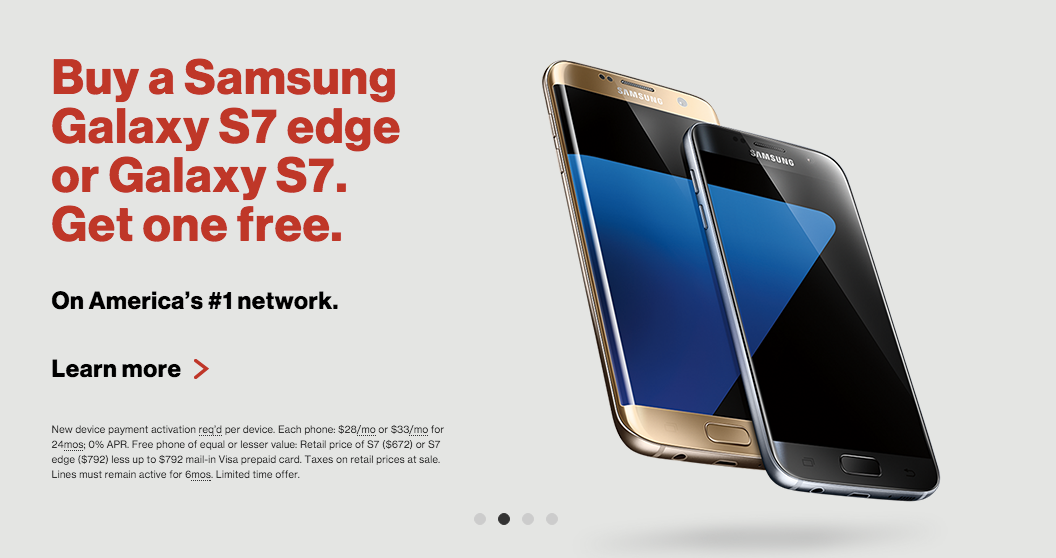 Buy a Samsung
Galaxy S7 edge
or Galaxy S7.
Get one free.
On America's #1 network.
Learn more
New device payment activation req'd per device. Each phone: $28/mo or $33/mo for
24mos; 0% APR. Free phone of equal or lesser value: Retail price of S7 ($672) or S7
edge ($792) less up to $792 mail-in Visa prepaid card. Taxes on retail prices at sale.
Lines must remain active for 6mos. Limited time offer.
SAMSUNG
SAMSUNG